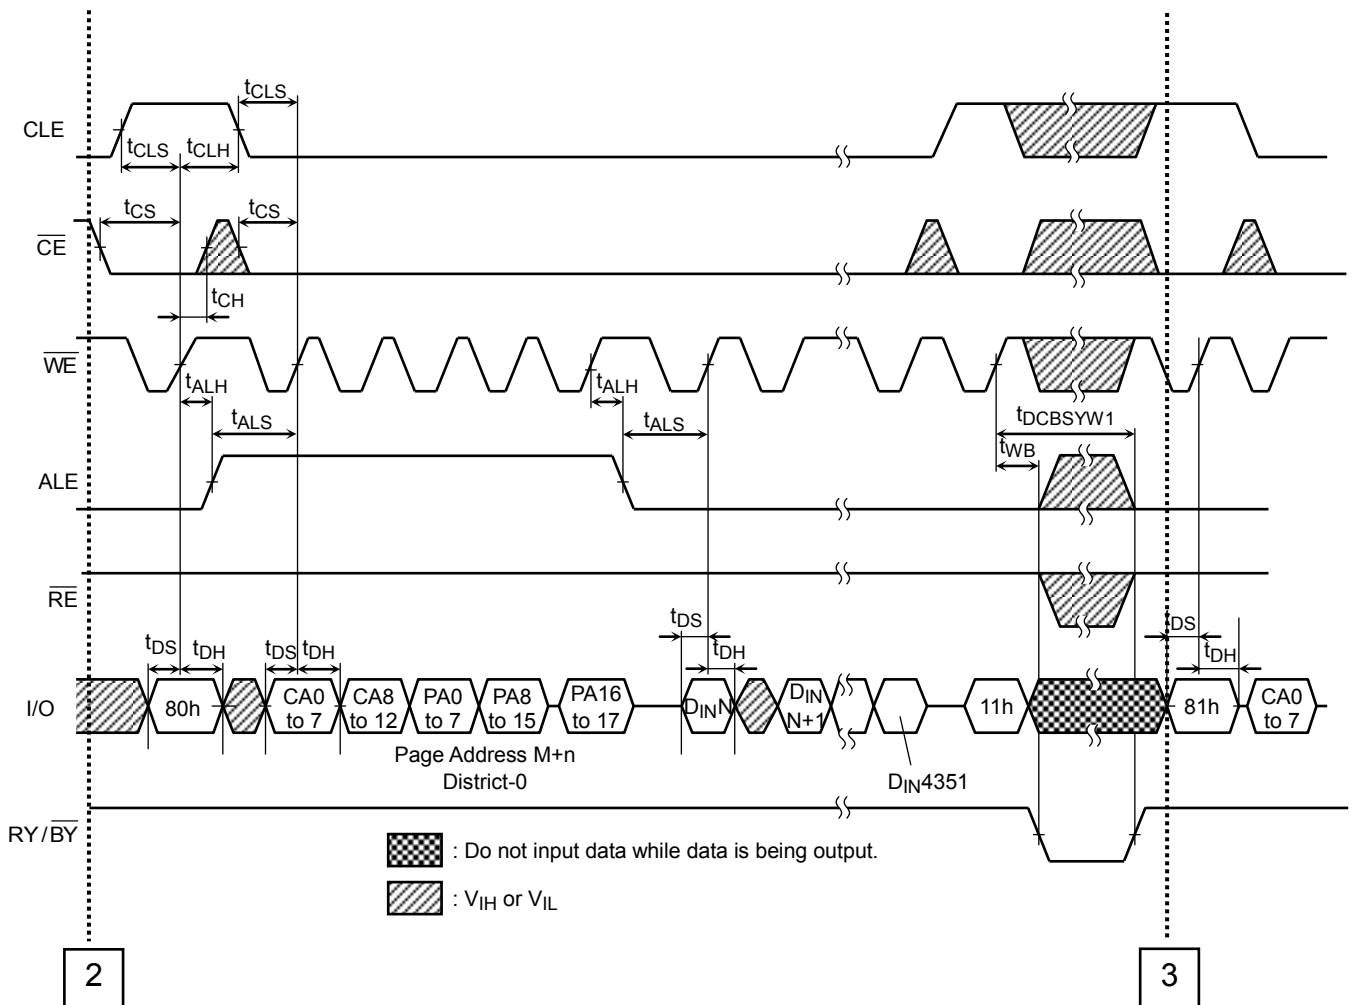 tCLS
CLE
tCLS
tCLH
tCS
tCS
CE
tCH
WE
tALH
tALS
tALH
tALS
tDCBSYW1
tWB
ALE
RE
tDS
tDH
tDS
tDH
tDS
tDH
tDS
tDH
I/O
80h
CA0
to 7
CA8
to 12
PA0
to 7
PA8
to 15
PA16
to 17
DINN
DIN
N+1
11h
81h
CA0
to 7
Page Address M+n
District-0
DIN4351
RY/BY
: Do not input data while data is being output.
: VIH or VIL
2
3